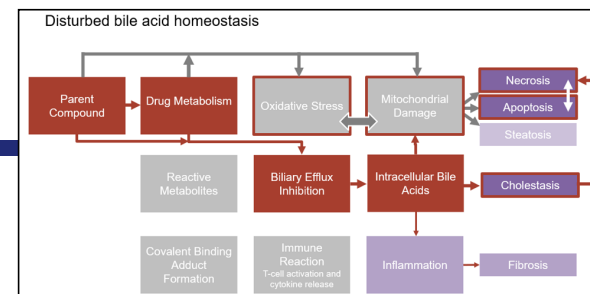 Disturbed bile acid homeostasis
Parent
Compound
Drug Metabolism
Oxidative Stress
Mitochondrial
Damage
Necrosis
Apoptosis
Steatosis
Reactive
Metabolites
Biliary Efflux
Inhibition
Intracellular Bile
Acids
Cholestasis
Covalent Binding
Adduct
Formation
Immune
Reaction
T-cell activation and
cytokine release
Inflammation
Fibrosis